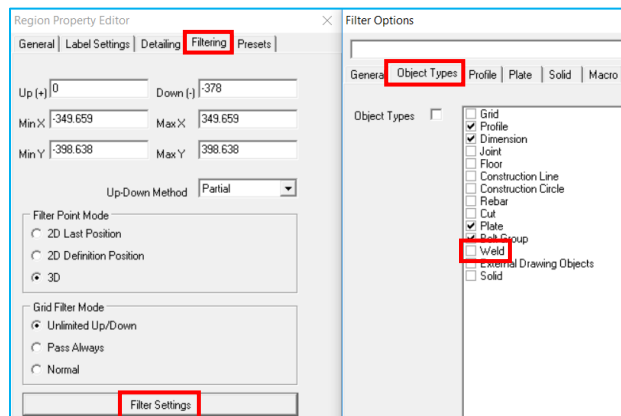 Region Property Editor
General Label Settings Detailing Filtering Presets
Up (+) 0 Down (-) -378
Min X -349.659 Max X 349.659
Min Y -398.638 Max Y 398.638
Up-Down Method Partial
Filter Point Mode
2D Last Position
2D Definition Position
3D
Grid Filter Mode
Unlimited Up/Down
Pass Always
Normal
Filter Settings
Filter Options
General Object Types Profile Plate Solid Macro
Object Types
Grid
Profile
Dimension
Joint
Floor
Construction Line
Construction Circle
Rebar
Cut
Plate
Bolt Group
Weld
External Drawing Objects
Solid